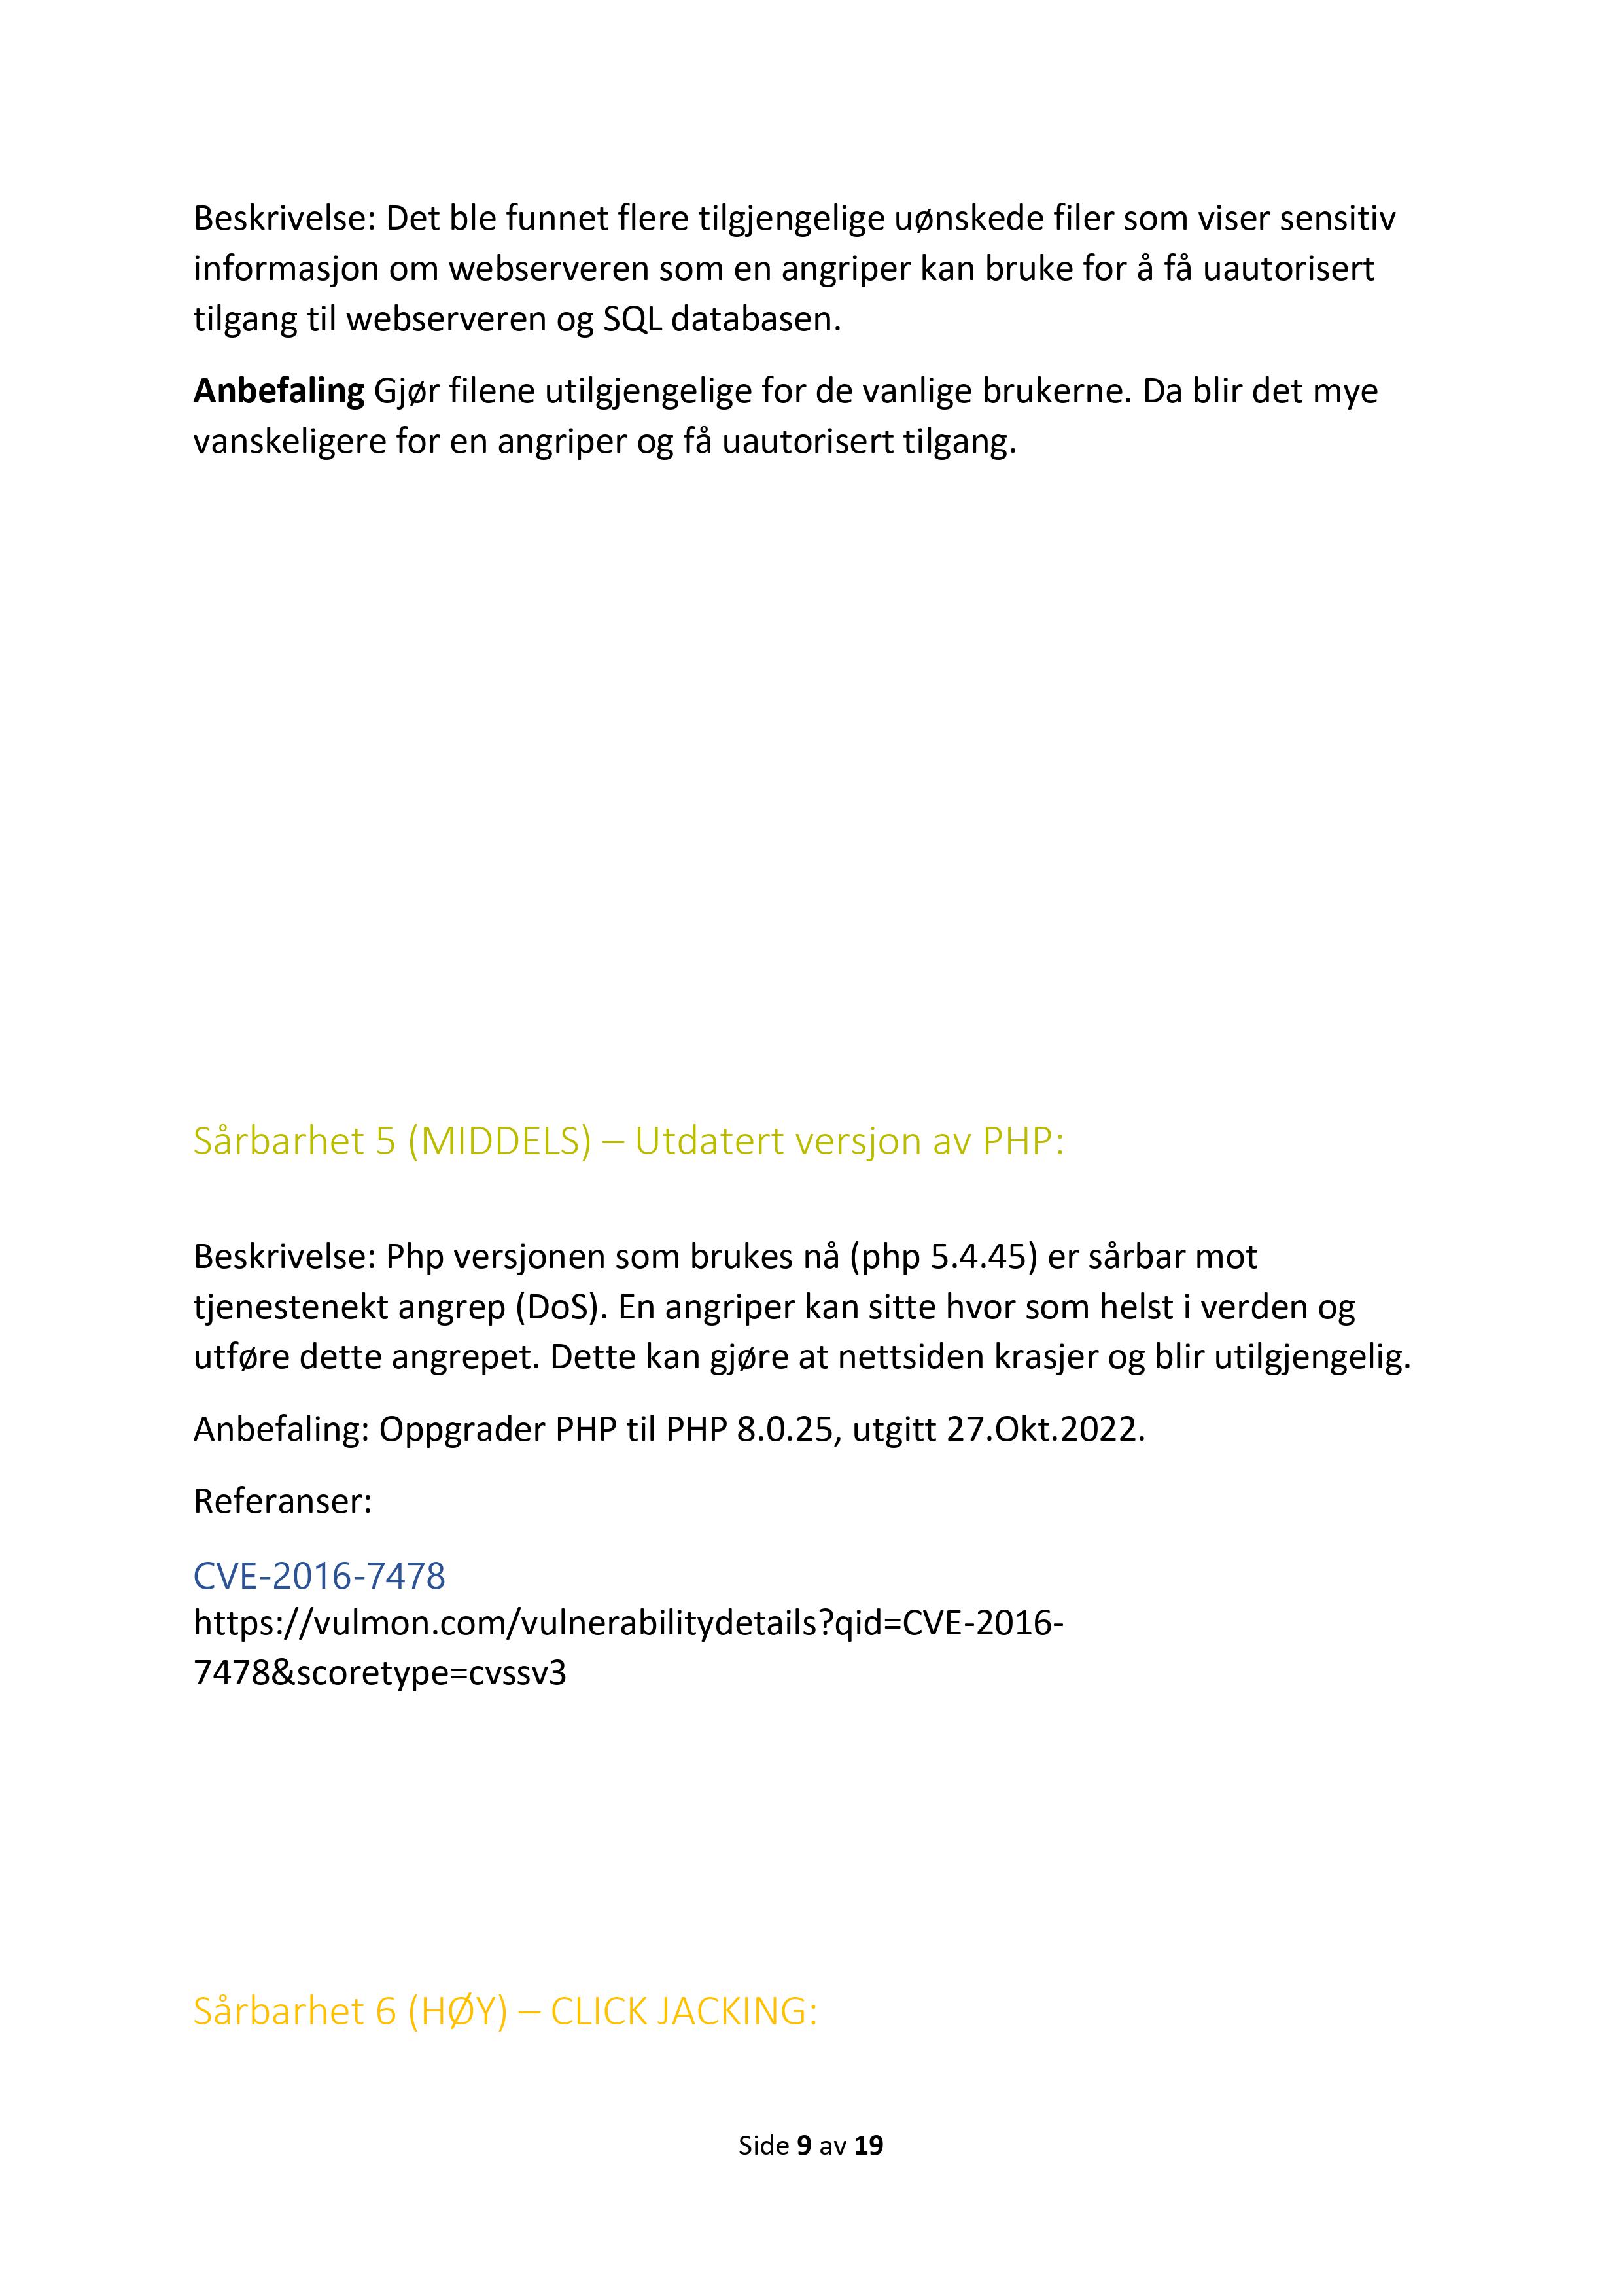 Beskrivelse: Det ble funnet flere tilgjengelige uønskede filer som viser sensitiv
informasjon om webserveren som en angriper kan bruke for å få uautorisert
tilgang til webserveren og SQL databasen.
Anbefaling Gjør filene utilgjengelige for de vanlige brukerne. Da blir det mye
vanskeligere for en angriper og få uautorisert tilgang.
Sårbarhet 5 (MIDDELS) – Utdatert versjon av PHP:
Beskrivelse: Php versjonen som brukes nå (php 5.4.45) er sårbar mot
tjenestenekt angrep (DoS). En angriper kan sitte hvor som helst i verden og
utføre dette angrepet. Dette kan gjøre at nettsiden krasjer og blir utilgjengelig.
Anbefaling: Oppgrader PHP til PHP 8.0.25, utgitt 27.Okt.2022.
Referanser:
CVE-2016-7478
https://vulmon.com/vulnerabilitydetails?qid=CVE-2016-
7478&scoretype=cvssv3
Sårbarhet 6 (HØY) – CLICK JACKING:
Side 9 av 19